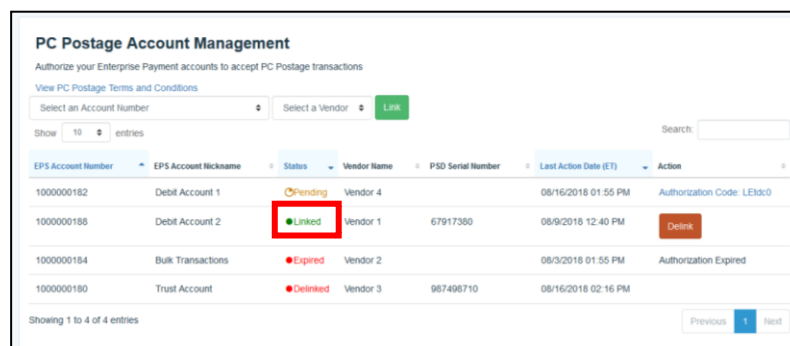 PC Postage Account Management
Authorize your Enterprise Payment accounts to accept PC Postage transactions
View PC Postage Terms and Conditions
Select an Account Number Select a Vendor Link
Show 10 entries Search:
EPS Account Number EPS Account Nickname Status Vendor Name PSD Serial Number Last Action Date (ET) Action
1000000182 Debit Account 1 Pending Vendor 4 08/16/2018 01:55 PM Authorization Code: LEtdc0
1000000188 Debit Account 2 Linked Vendor 1 67917380 08/9/2018 12:40 PM Delink
1000000184 Bulk Transactions Expired Vendor 2 08/3/2018 01:55 PM Authorization Expired
1000000180 Trust Account Delinked Vendor 3 987498710 08/16/2018 02:16 PM
Showing 1 to 4 of 4 entries Previous 1 Next